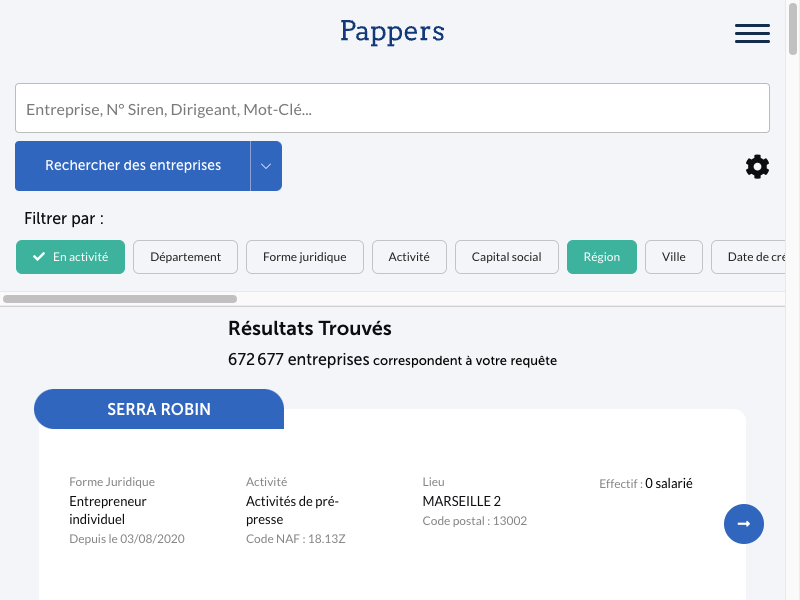 Pappers
Entreprise, N° Siren, Dirigeant, Mot-Clé...
Rechercher des entreprises
Filtrer par :
En activité
Département
Forme juridique
Activité
Capital social
Région
Ville
Date de cré
Résultats Trouvés
672 677 entreprises correspondent à votre requête
SERRA ROBIN
Forme Juridique
Entrepreneur
individuel
Depuis le 03/08/2020
Activité
Activités de pré-
presse
Code NAF : 18.13Z
Lieu
MARSEILLE 2
Code postal : 13002
Effectif : 0 salarié